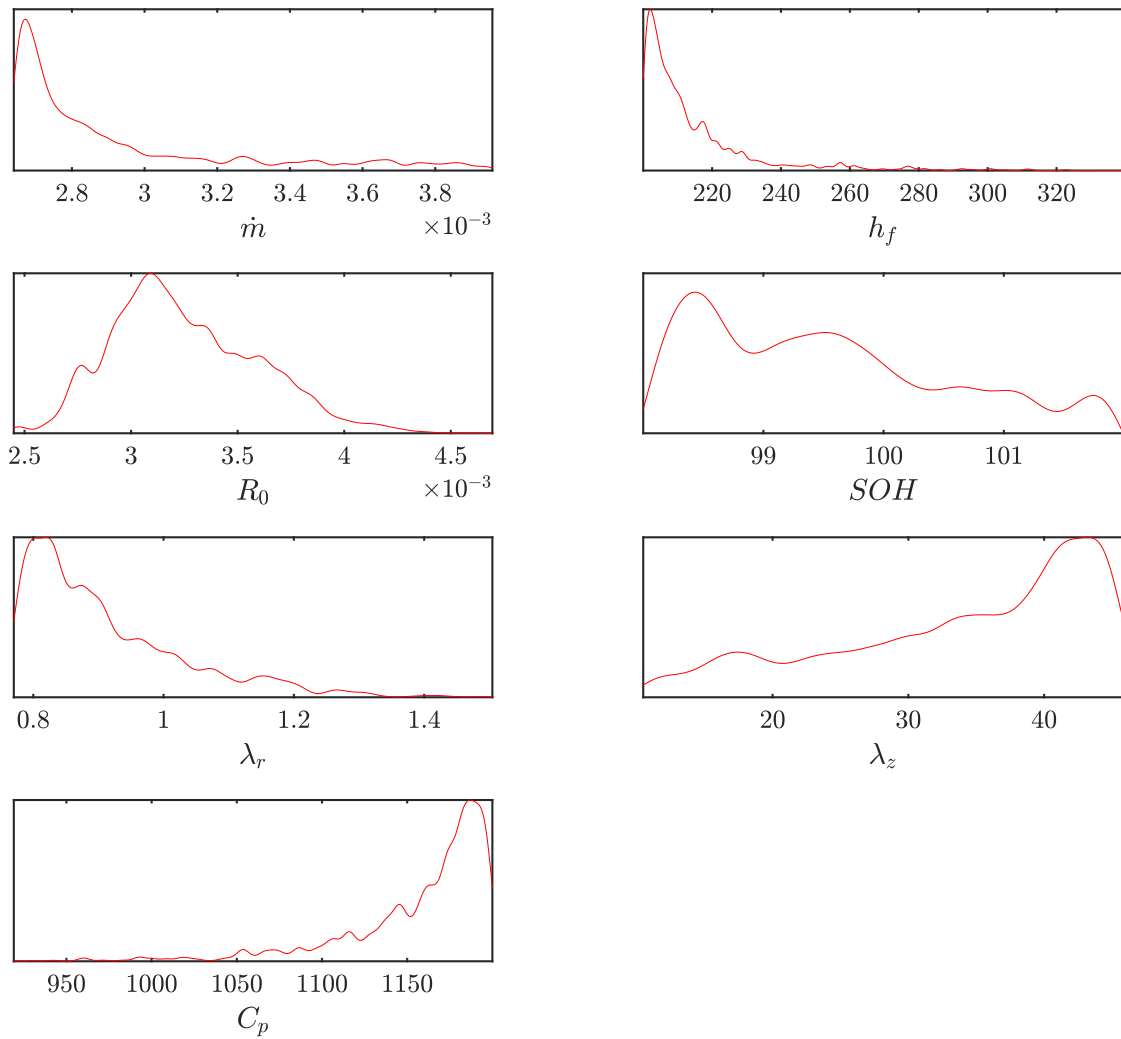 2.8 3 3.2 3.4 3.6 3.8
×10⁻³
ṁ
220 240 260 280 300 320
h_f
2.5 3 3.5 4 4.5
×10⁻³
R₀
99 100 101
SOH
0.8 1 1.2 1.4
λ_r
20 30 40
λ_z
950 1000 1050 1100 1150
C_p